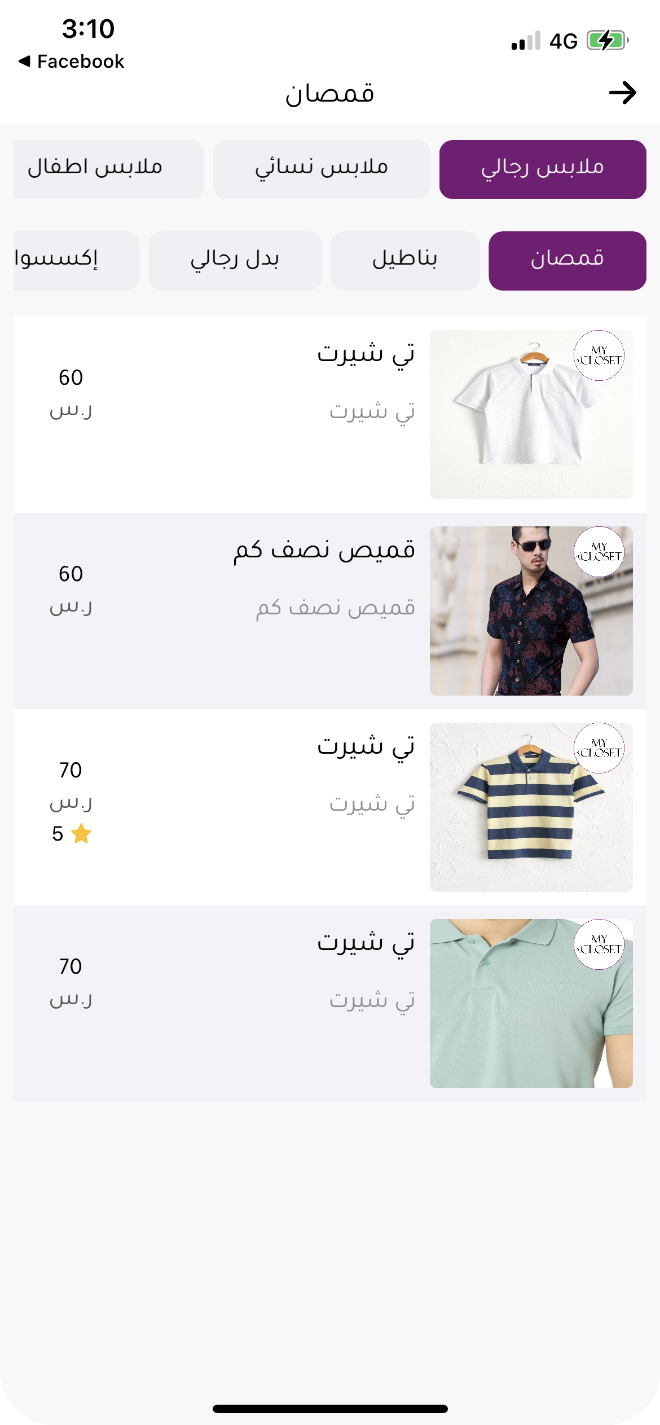 3:10
4G
◀ Facebook
قمصان
ملابس رجالي
ملابس نسائي
ملابس اطفال
قمصان
بناطيل
بدل رجالي
إكسسوا
MY CLOSET
تي شيرت
تي شيرت
60
ر.س
MY CLOSET
قميص نصف كم
قميص نصف كم
60
ر.س
MY CLOSET
تي شيرت
تي شيرت
70
ر.س
5
MY CLOSET
تي شيرت
تي شيرت
70
ر.س